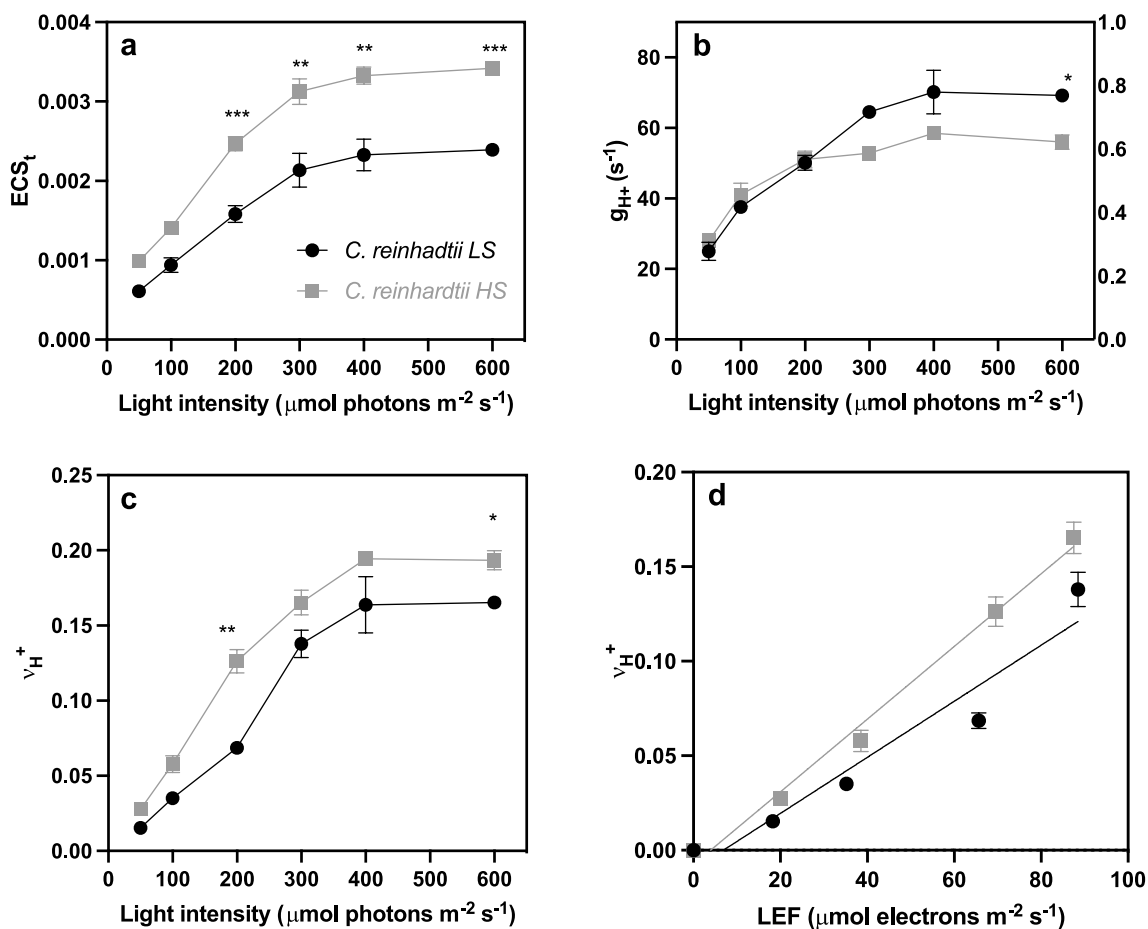 a
0.004
0.003
0.002
0.001
0.000
ECSt
***
**
**
***
C. reinhadtii LS
C. reinhardtii HS
0 100 200 300 400 500 600
Light intensity (μmol photons m-2 s-1)
b
80
60
40
20
0
gH+ (s-1)
1.0
0.8
0.6
0.4
0.2
0.0
*
0 100 200 300 400 500 600
Light intensity (μmol photons m-2 s-1)
c
0.25
0.20
0.15
0.10
0.05
0.00
νH+
**
*
0 100 200 300 400 500 600
Light intensity (μmol photons m-2 s-1)
d
0.20
0.15
0.10
0.05
0.00
νH+
0 20 40 60 80 100
LEF (μmol electrons m-2 s-1)